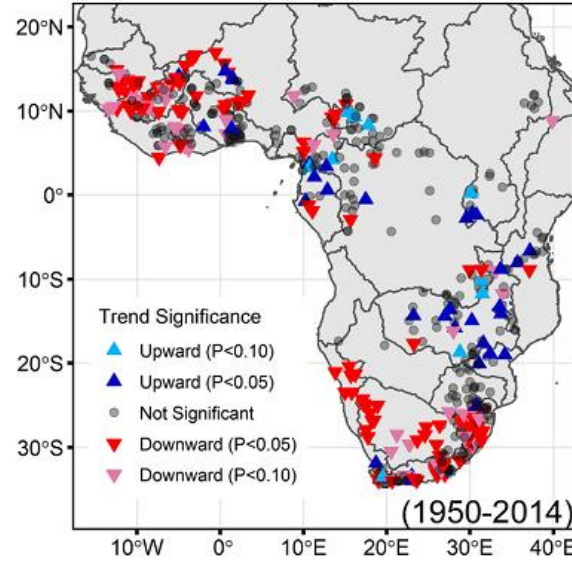 20°N
10°N
0°
10°S
20°S
30°S
Trend Significance
Upward (P<0.10)
Upward (P<0.05)
Not Significant
Downward (P<0.05)
Downward (P<0.10)
(1950-2014)
10°W
0°
10°E
20°E
30°E
40°E